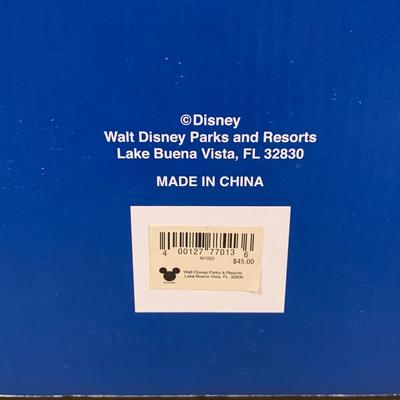 ©Disney
Walt Disney Parks and Resorts
Lake Buena Vista, FL 32830
MADE IN CHINA
4 00127 77013 6
M1003
$45.00
Walt Disney Parks & Resorts
Lake Buena Vista, FL 32830